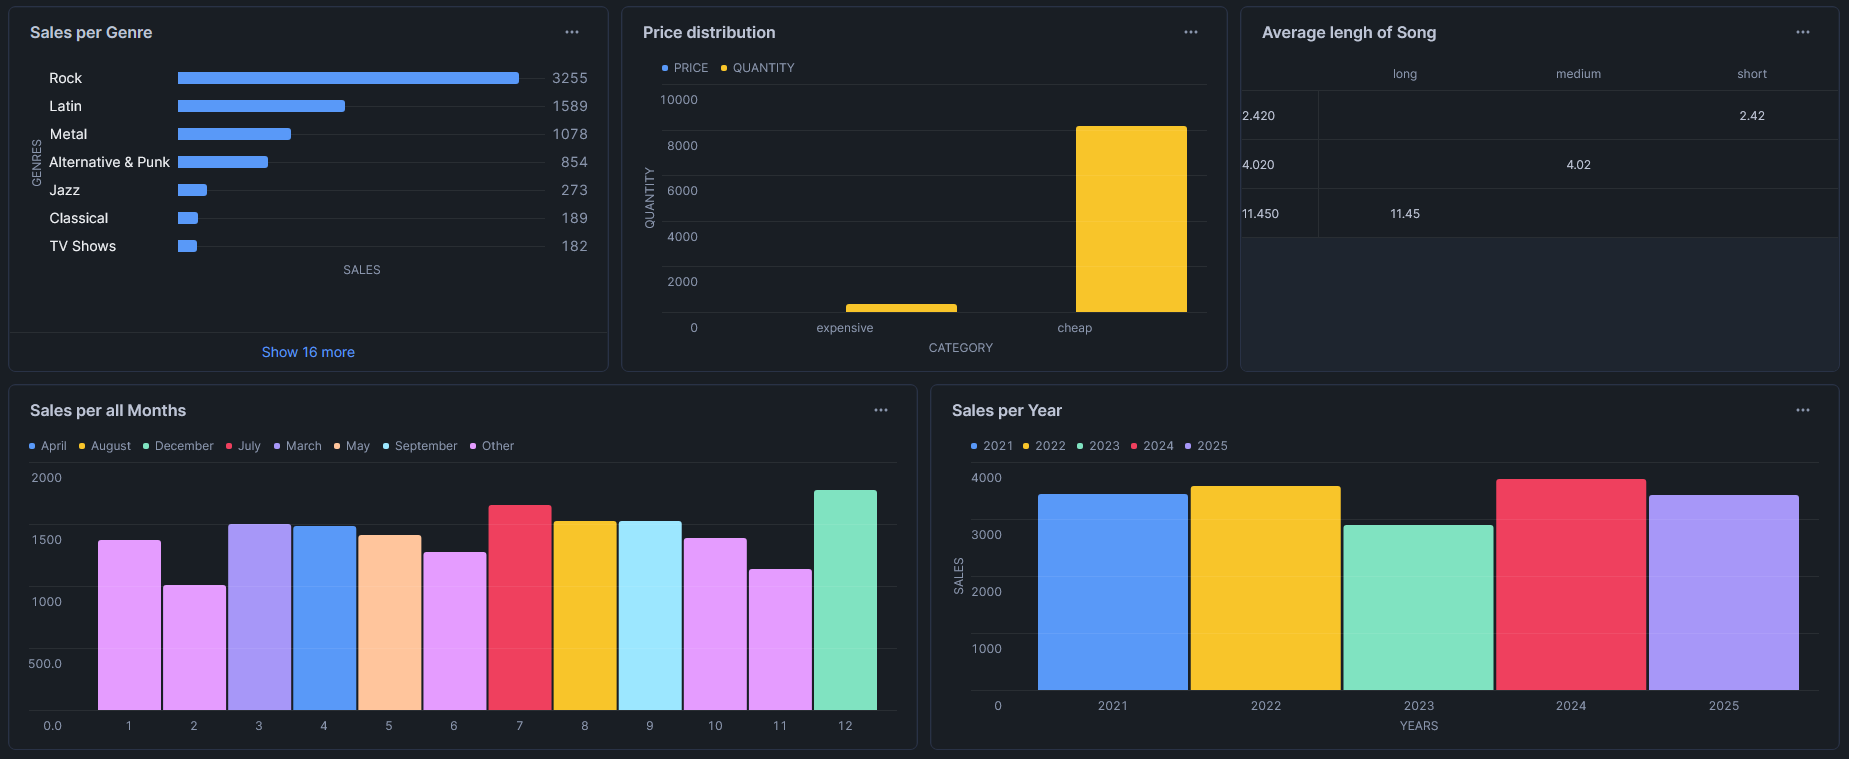 Sales per Genre
GENRES
Rock 3255
Latin 1589
Metal 1078
Alternative & Punk 854
Jazz 273
Classical 189
TV Shows 182
SALES
Show 16 more
Price distribution
PRICE QUANTITY
QUANTITY
10000
8000
6000
4000
2000
0
expensive cheap
CATEGORY
Average lengh of Song
long medium short
2.420 2.42
4.020 4.02
11.450 11.45
Sales per all Months
April August December July March May September Other
2000
1500
1000
500.0
0.0
1 2 3 4 5 6 7 8 9 10 11 12
Sales per Year
2021 2022 2023 2024 2025
SALES
4000
3000
2000
1000
0
2021 2022 2023 2024 2025
YEARS